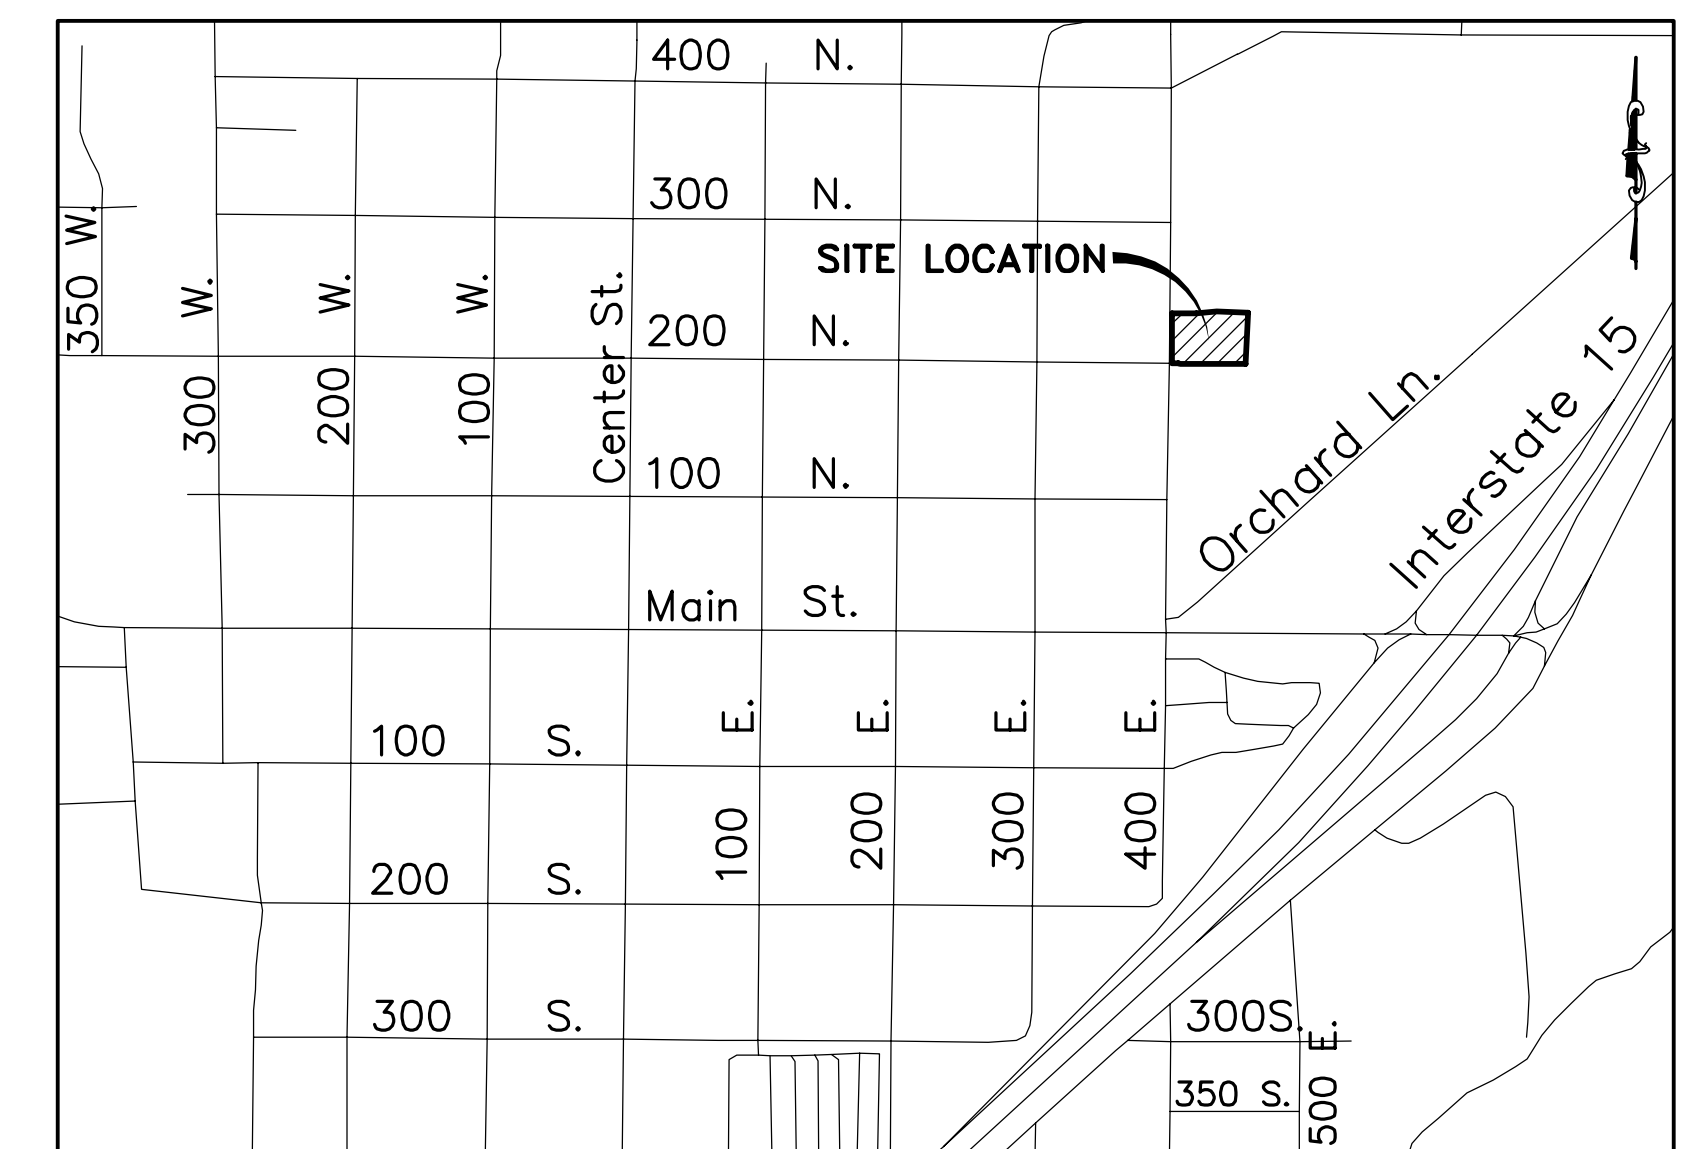 400 N.
300 N.
350 W.
SITE LOCATION
300 W.
200 W.
100 W.
Center St.
200 N.
100 N.
Orchard Ln.
Interstate 15
Main St.
100 S.
100 E.
200 E.
300 E.
400 E.
200 S.
300 S.
300S.
350 S.
500 E.